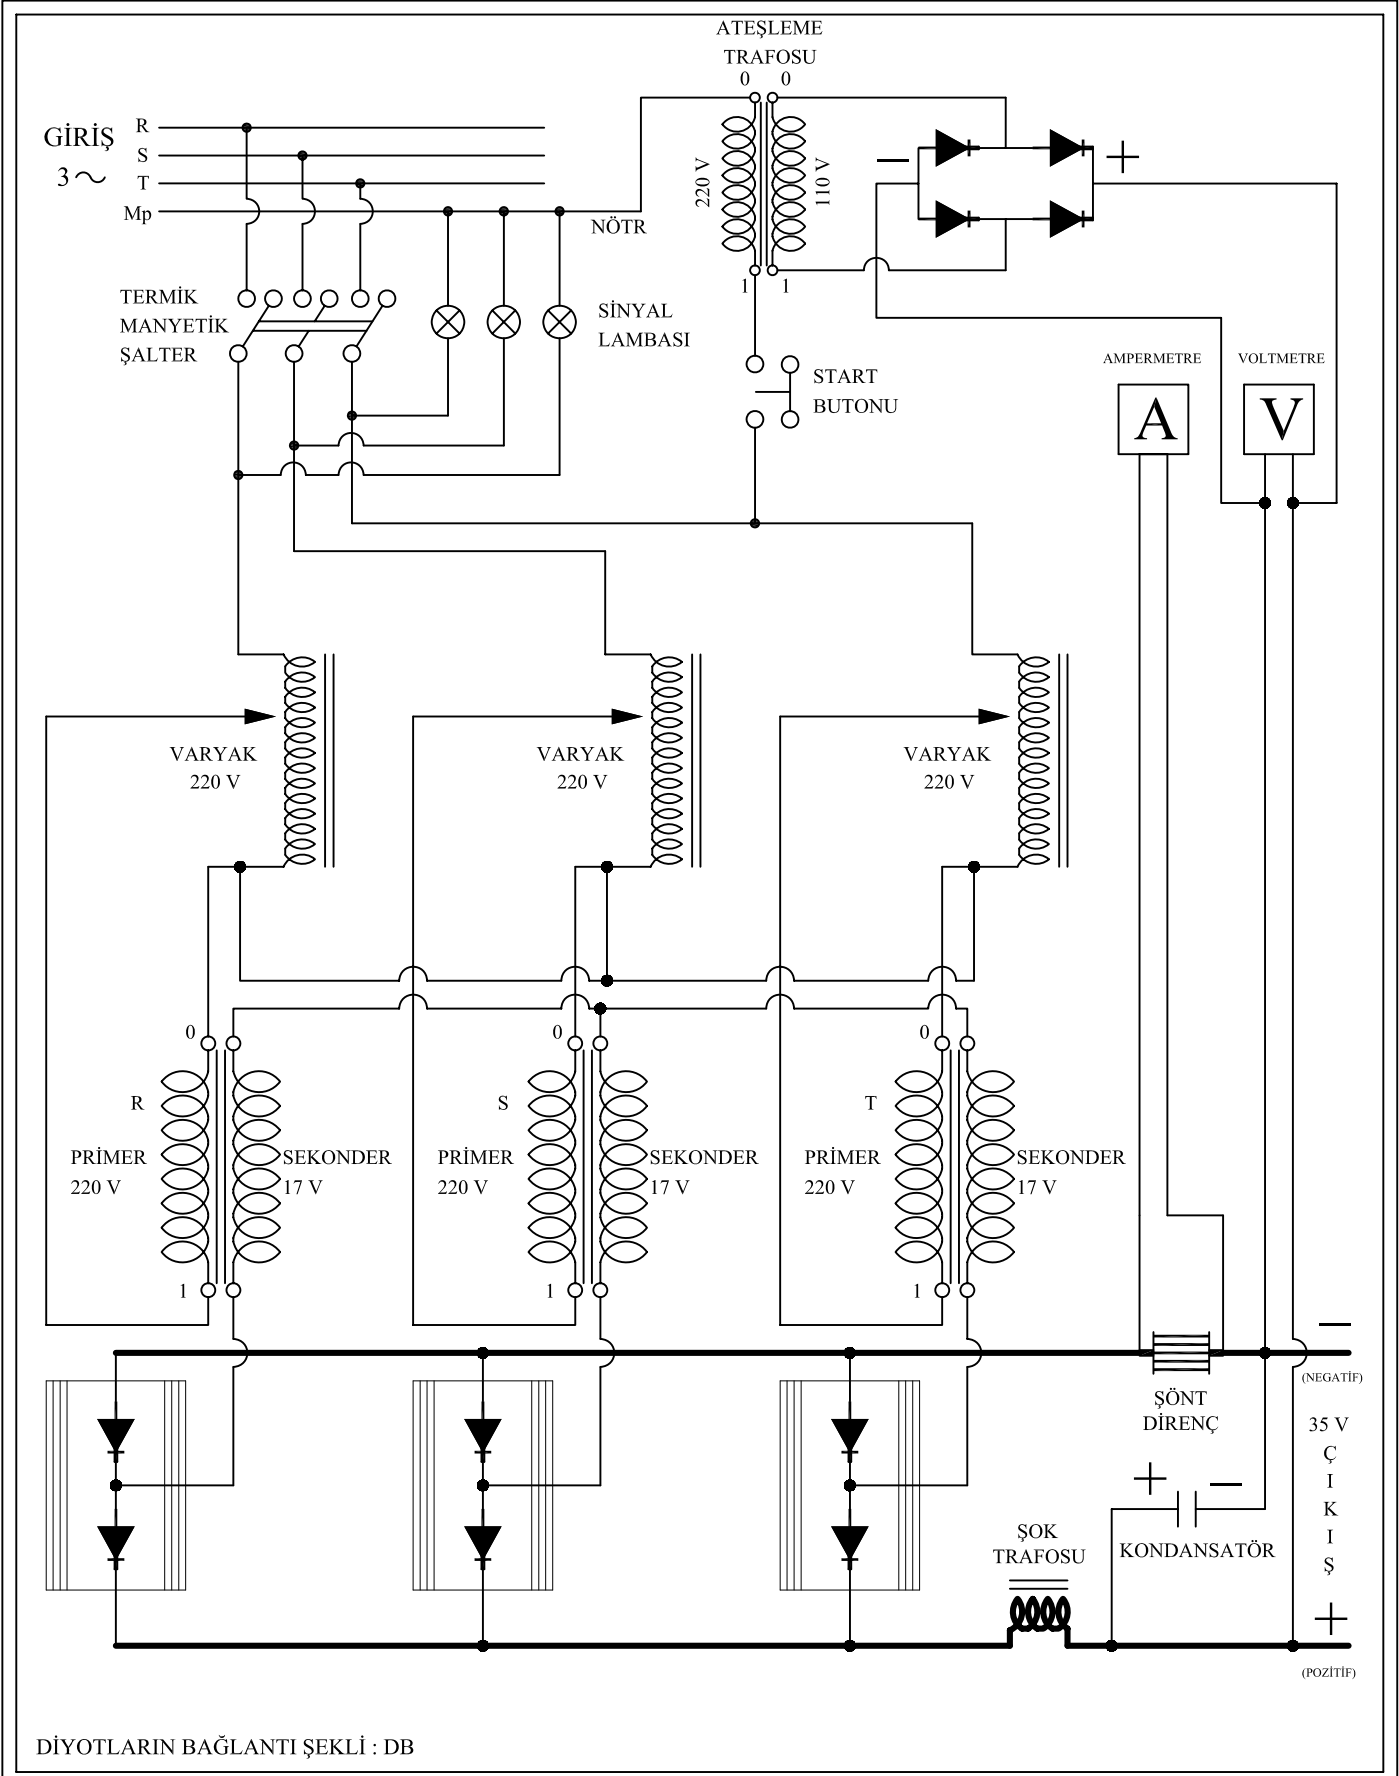 ATEŞLEME
TRAFOSU
0 0
GİRİŞ
3
R
S
T
Mp
NÖTR
220 V
110 V
1 1
TERMİK
MANYETİK
ŞALTER
SİNYAL
LAMBASI
START
BUTONU
AMPERMETRE
A
VOLTMETRE
V
VARYAK
220 V
VARYAK
220 V
VARYAK
220 V
0
R
PRİMER
220 V
SEKONDER
17 V
1
0
S
PRİMER
220 V
SEKONDER
17 V
1
0
T
PRİMER
220 V
SEKONDER
17 V
1
(NEGATİF)
ŞÖNT
DİRENÇ
35 V
Ç
I
K
I
Ş
KONDANSATÖR
ŞOK
TRAFOSU
(POZİTİF)
DİYOTLARIN BAĞLANTI ŞEKLİ : DB